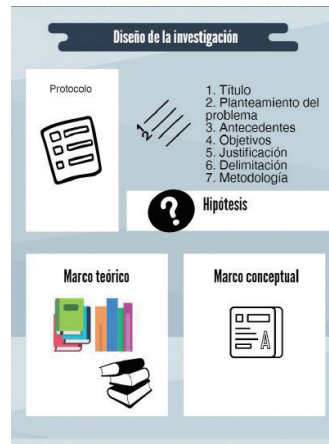 Diseño de la investigación
Protocolo
1. Título
2. Planteamiento del
problema
3. Antecedentes
4. Objetivos
5. Justificación
6. Delimitación
7. Metodología
?
Hipótesis
Marco teórico
Marco conceptual
A